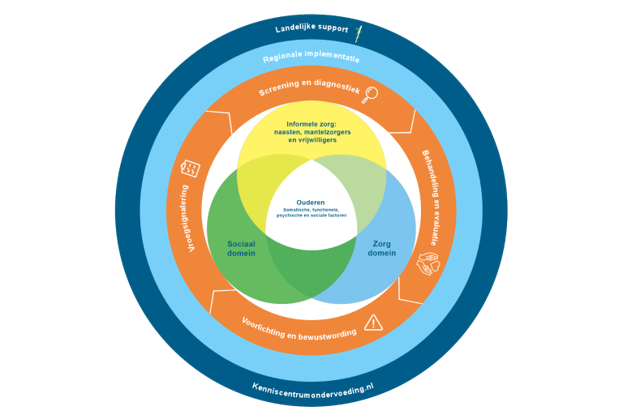 Landelijke support
Regionale implementatie
Screening en diagnostiek
Informele zorg:
naasten, mantelzorgers
en vrijwilligers
Behandeling en evaluatie
Vroegsignalering
Ouderen
Somatische, functionele,
psychische en sociale factoren
Sociaal
domein
Zorg
domein
Voorlichting en bewustwording
Kenniscentrumondervoeding.nl